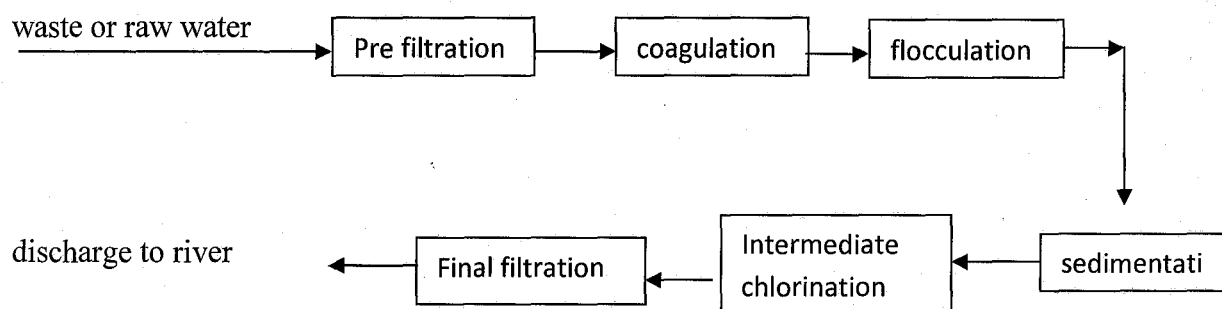 waste or raw water
Pre filtration
coagulation
flocculation
discharge to river
Final filtration
Intermediate
chlorination
sedimentati